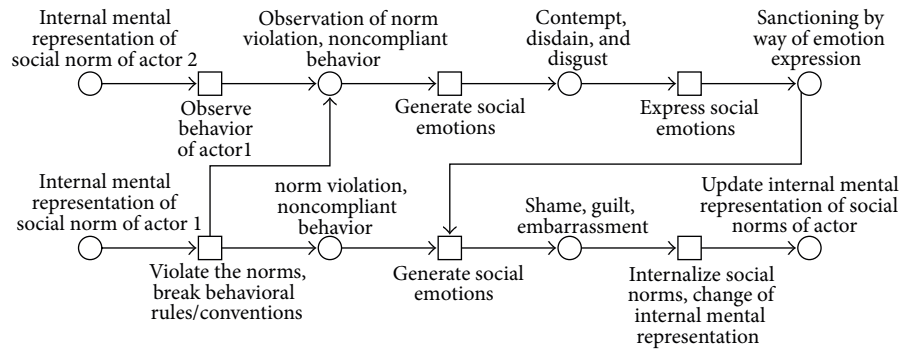 Internal mental
representation of
social norm of actor 2
Observation of norm
violation, noncompliant
behavior
Contempt,
disdain, and
disgust
Sanctioning by
way of emotion
expression
Observe
behavior
of actor1
Generate social
emotions
Express social
emotions
Internal mental
representation of
social norm of actor 1
norm violation,
noncompliant
behavior
Shame, guilt,
embarrassment
Update internal mental
representation of social
norms of actor
Violate the norms,
break behavioral
rules/conventions
Generate social
emotions
Internalize social
norms, change of
internal mental
representation